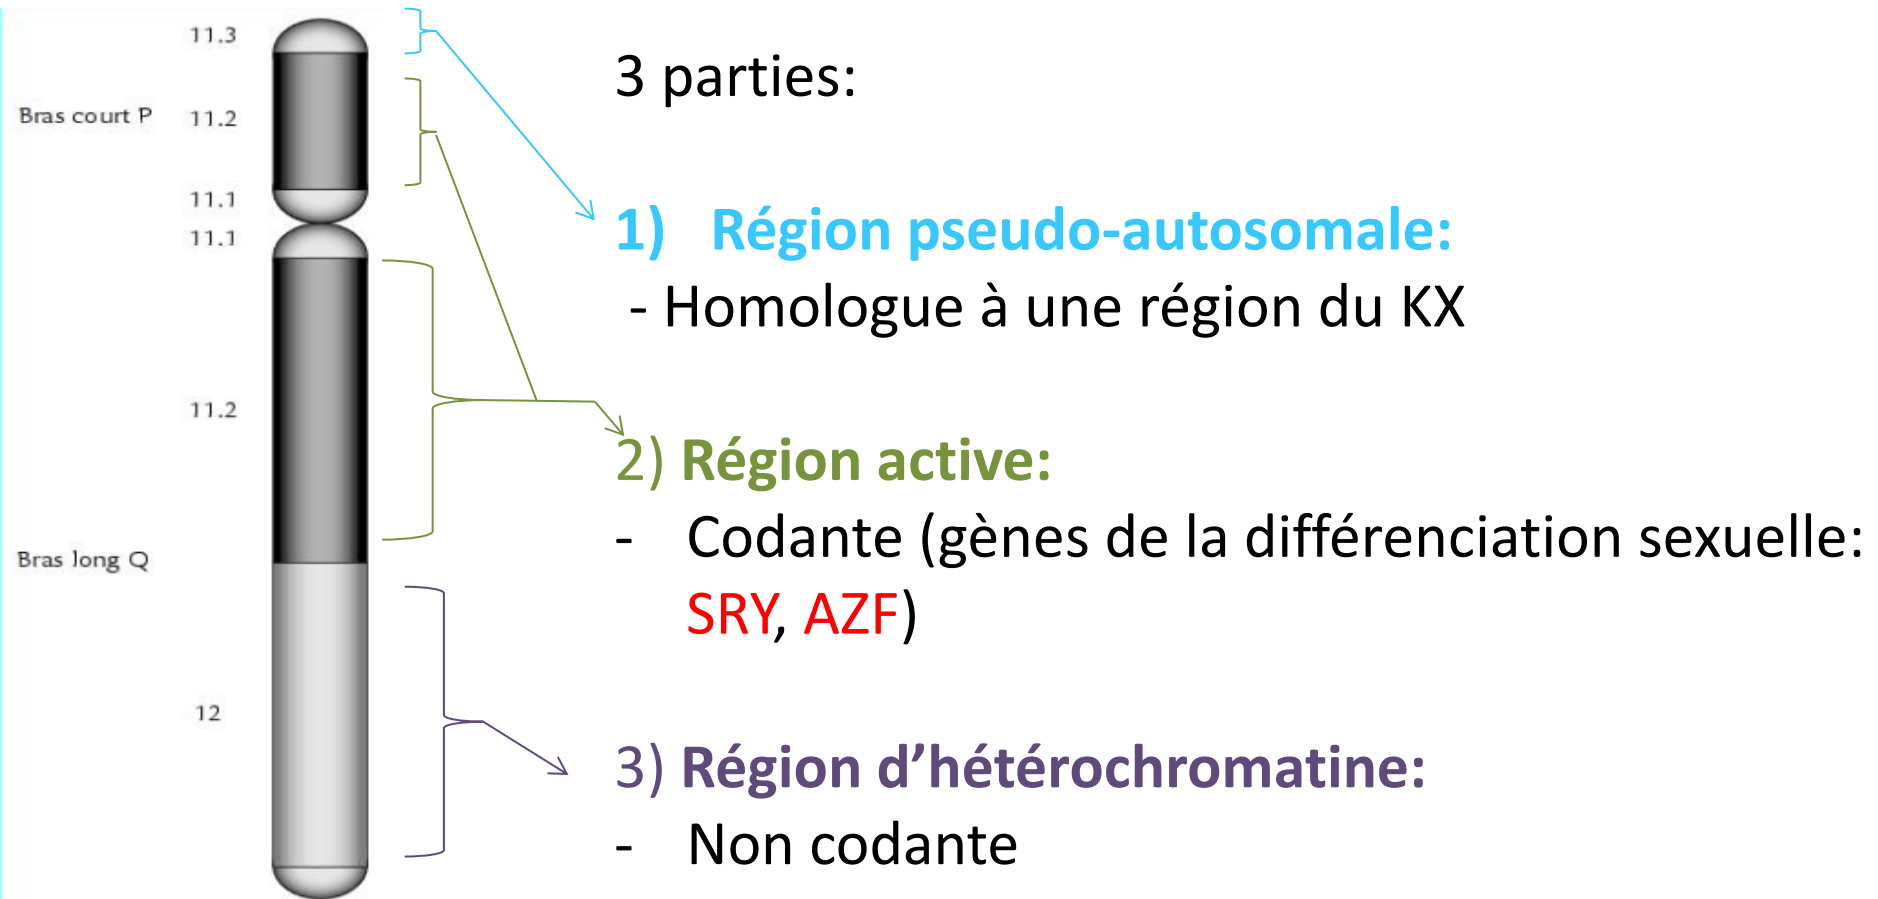 11.3
Bras court P
11.2
11.1
11.1
11.2
Bras long Q
12
3 parties:
1) Région pseudo-autosomale:
- Homologue à une région du KX
2) Région active:
- Codante (gènes de la différenciation sexuelle:
SRY, AZF)
3) Région d’hétérochromatine:
- Non codante